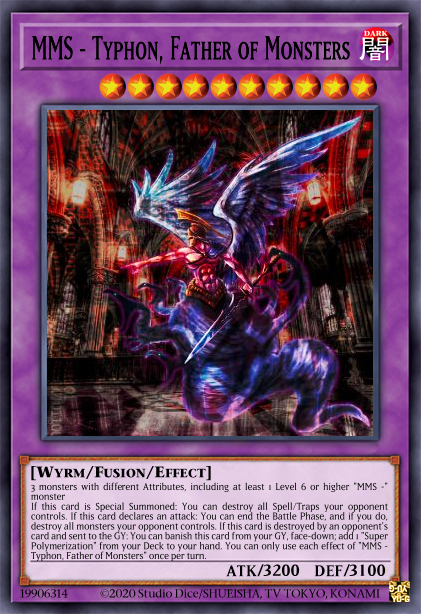 MMS - Typhon, Father of Monsters
DARK
闇
[Wyrm/Fusion/Effect]
3 monsters with different Attributes, including at least 1 Level 6 or higher "MMS -"
monster
If this card is Special Summoned: You can destroy all Spell/Traps your opponent
controls. If this card declares an attack: You can end the Battle Phase, and if you do,
destroy all monsters your opponent controls. If this card is destroyed by an opponent's
card and sent to the GY: You can banish this card from your GY, face-down; add 1 "Super
Polymerization" from your Deck to your hand. You can only use each effect of "MMS -
Typhon, Father of Monsters" once per turn.
ATK/3200 DEF/3100
19906314 ©2020 Studio Dice/SHUEISHA, TV TOKYO, KONAMI